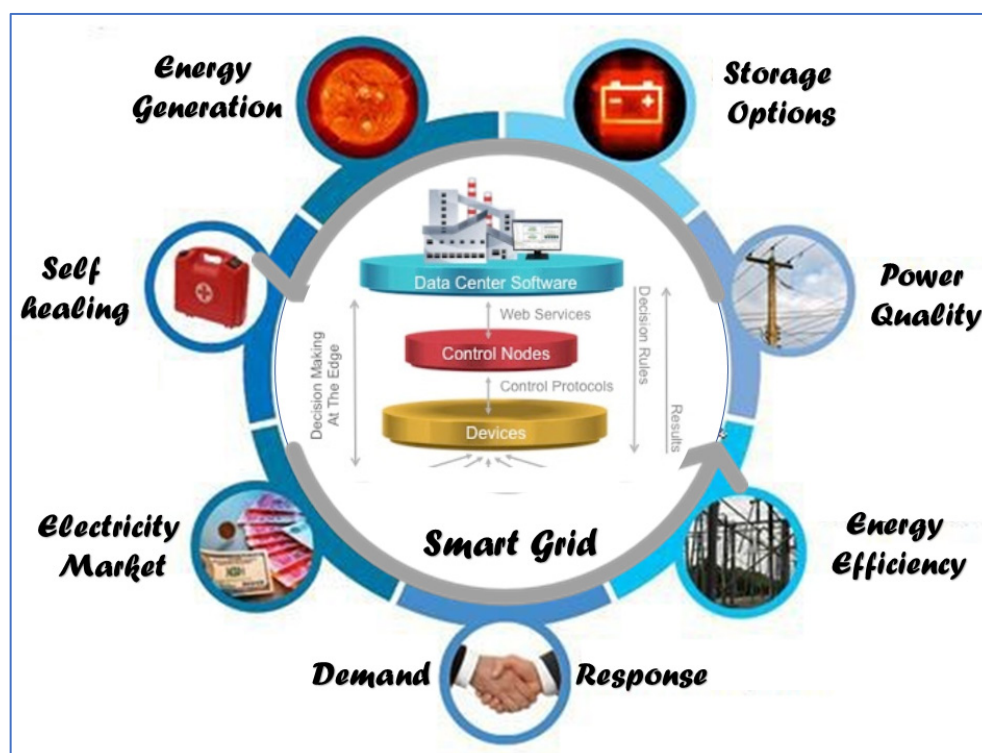 Energy
Generation
Storage
Options
Self
healing
Power
Quality
Data Center Software
Web Services
Control Nodes
Control Protocols
Devices
Decision Making
At The Edge
Decision Rules
Results
Electricity
Market
Smart Grid
Energy
Efficiency
Demand Response